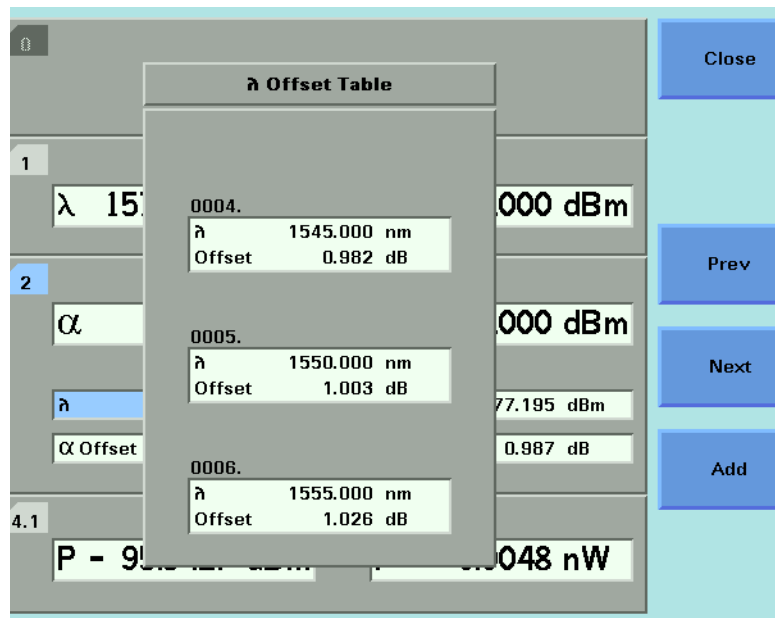 0
λ Offset Table
Close
1
λ 15
000 dBm
0004.
λ 1545.000 nm
Offset 0.982 dB
Prev
2
α
.000 dBm
0005.
λ 1550.000 nm
Offset 1.003 dB
Next
λ
77.195 dBm
α Offset
0.987 dB
0006.
λ 1555.000 nm
Offset 1.026 dB
Add
4.1
P - 9
0048 nW